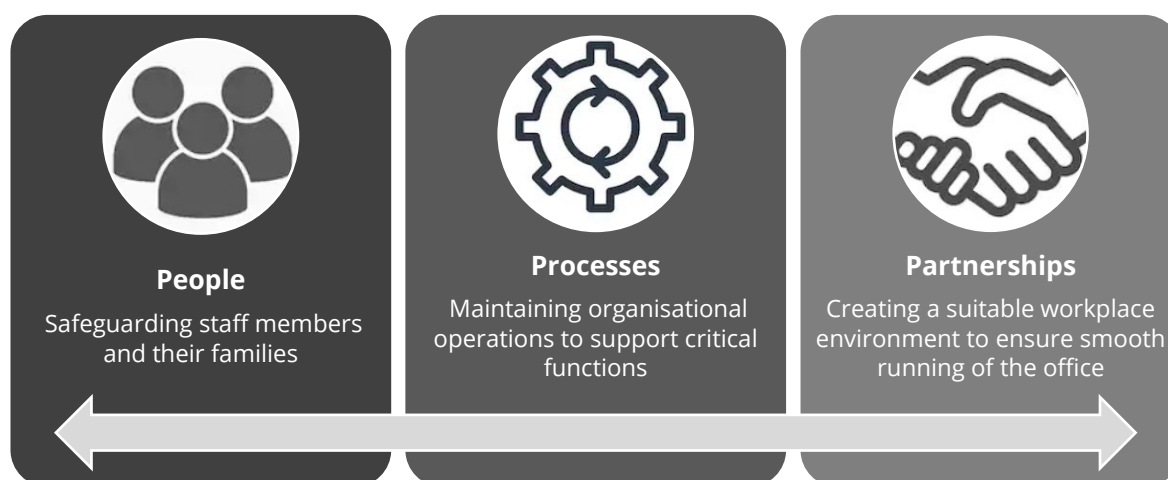 People
Safeguarding staff members
and their families
Processes
Maintaining organisational
operations to support critical
functions
Partnerships
Creating a suitable workplace
environment to ensure smooth
running of the office